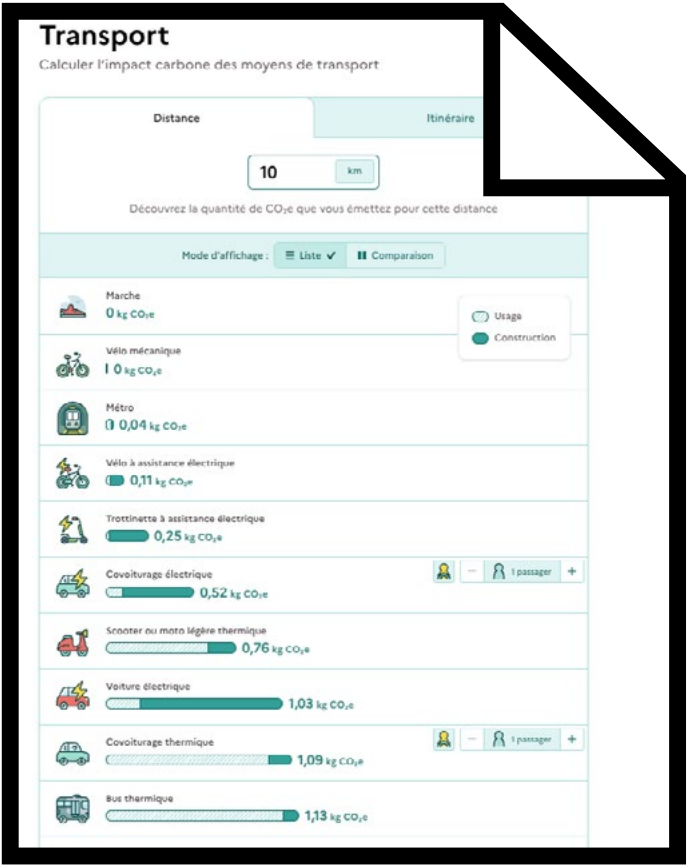 Transport
Calculer l'impact carbone des moyens de transport
Distance
Itinéraire
10 km
Découvrez la quantité de CO₂e que vous émettez pour cette distance
Mode d'affichage : Liste ✓ Comparaison
Marche
0 kg CO₂e
Usage
Construction
Vélo mécanique
0 kg CO₂e
Métro
0,04 kg CO₂e
Vélo à assistance électrique
0,11 kg CO₂e
Trottinette à assistance électrique
0,25 kg CO₂e
Covoiturage électrique
− 1 passager +
0,52 kg CO₂e
Scooter ou moto légère thermique
0,76 kg CO₂e
Voiture électrique
1,03 kg CO₂e
Covoiturage thermique
− 1 passager +
1,09 kg CO₂e
Bus thermique
1,13 kg CO₂e